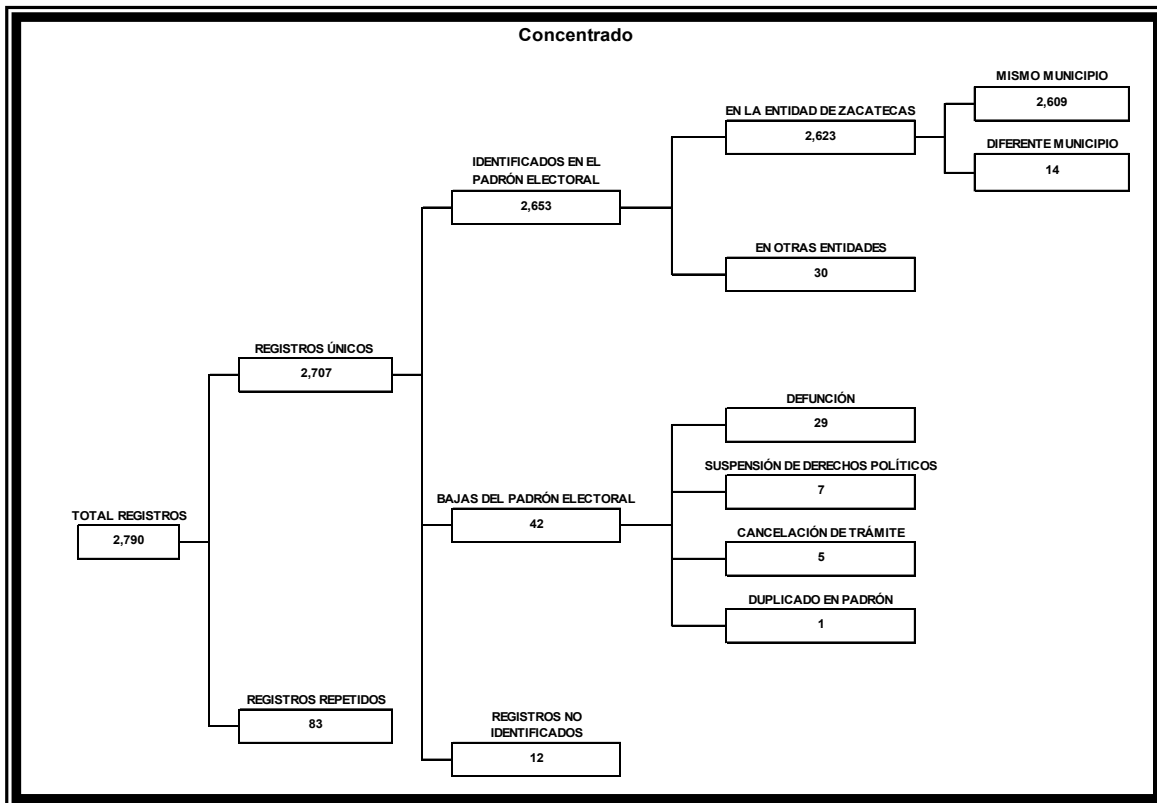 Concentrado
MISMO MUNICIPIO
2,609
EN LA ENTIDAD DE ZACATECAS
2,623
DIFERENTE MUNICIPIO
14
IDENTIFICADOS EN EL
PADRÓN ELECTORAL
2,653
EN OTRAS ENTIDADES
30
REGISTROS ÚNICOS
2,707
DEFUNCIÓN
29
SUSPENSIÓN DE DERECHOS POLÍTICOS
7
BAJAS DEL PADRÓN ELECTORAL
42
TOTAL REGISTROS
2,790
CANCELACIÓN DE TRÁMITE
5
DUPLICADO EN PADRÓN
1
REGISTROS REPETIDOS
83
REGISTROS NO
IDENTIFICADOS
12